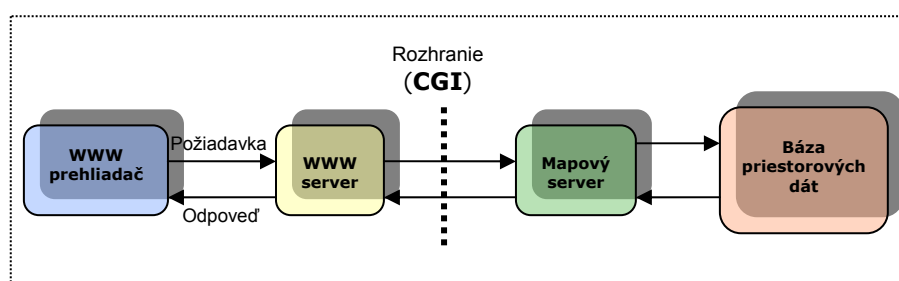 Rozhranie
(CGI)
WWW
prehliadač
Požiadavka
Odpoveď
WWW
server
Mapový
server
Báza
priestorových
dát